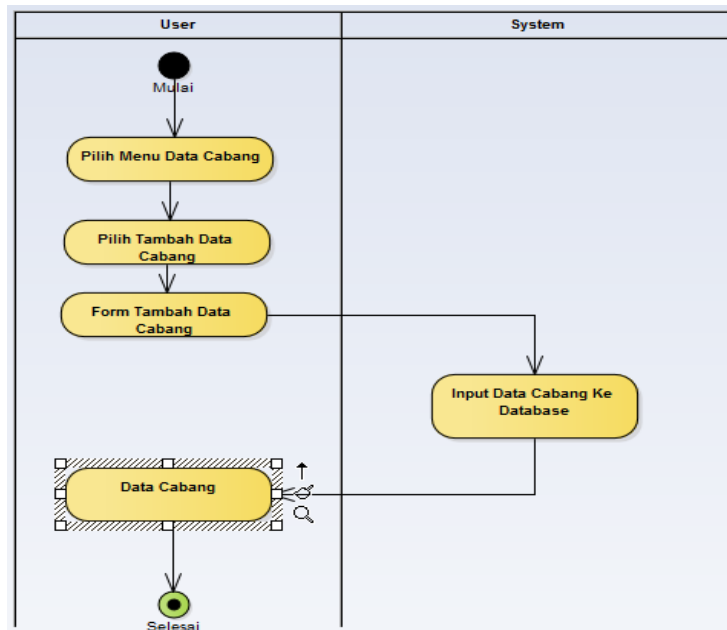 User
System
Mulai
Pilih Menu Data Cabang
Pilih Tambah Data
Cabang
Form Tambah Data
Cabang
Input Data Cabang Ke
Database
Data Cabang
Selesai